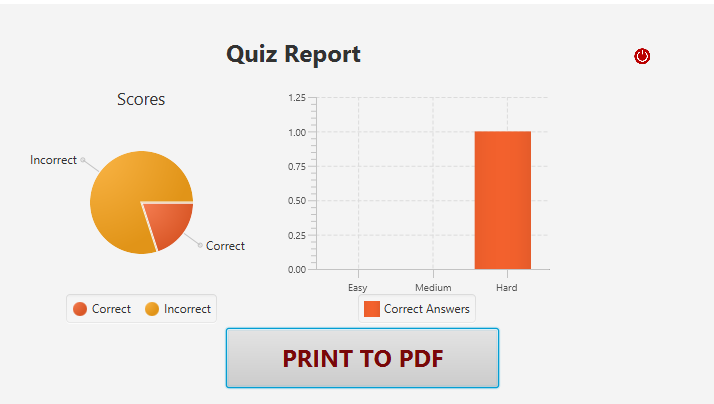 Quiz Report
Scores
Incorrect
Correct
Correct Incorrect
1.25
1.00
0.75
0.50
0.25
0.00
Easy Medium Hard
Correct Answers
PRINT TO PDF